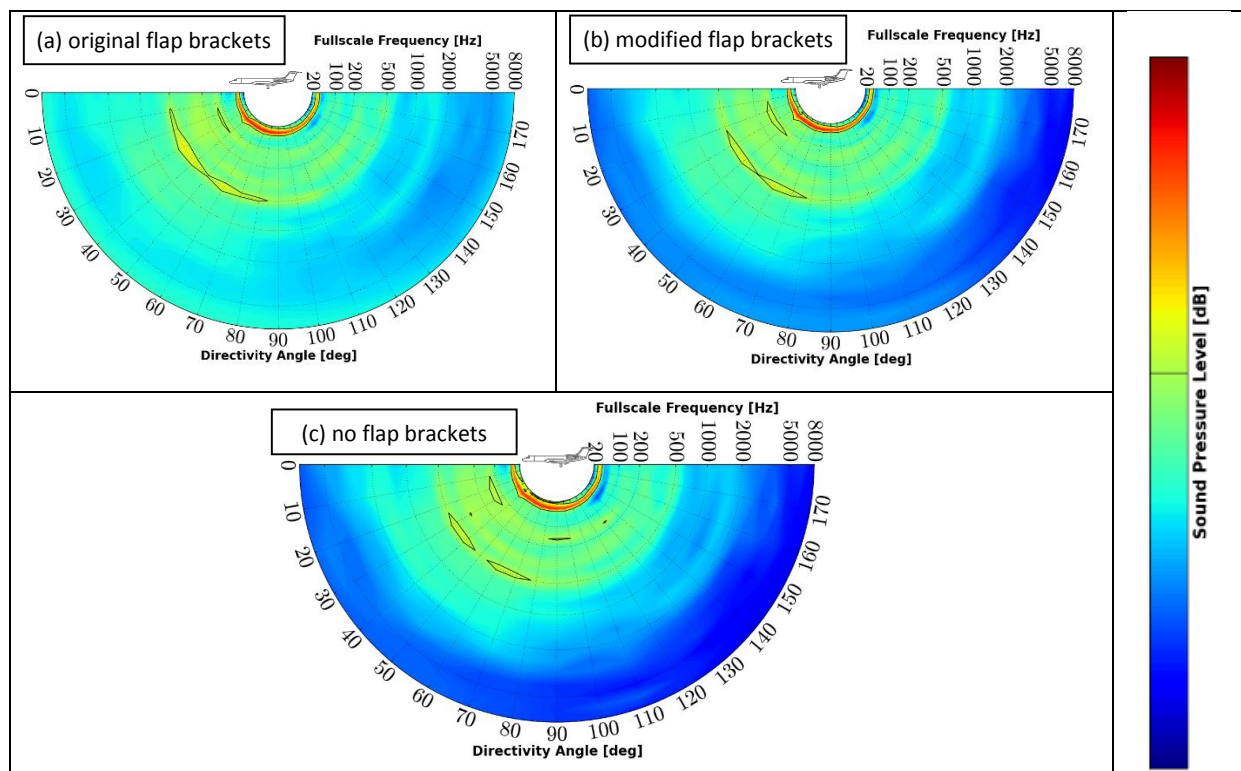 (a) original flap brackets
Fullscale Frequency [Hz]
20 100 200 500 1000 2000 5000 8000
0 10 20 30 40 50 60 70 80 90 100 110 120 130 140 150 160 170
Directivity Angle [deg]
(b) modified flap brackets
Fullscale Frequency [Hz]
20 100 200 500 1000 2000 5000 8000
0 10 20 30 40 50 60 70 80 90 100 110 120 130 140 150 160 170
Directivity Angle [deg]
(c) no flap brackets
Fullscale Frequency [Hz]
20 100 200 500 1000 2000 5000 8000
0 10 20 30 40 50 60 70 80 90 100 110 120 130 140 150 160 170
Directivity Angle [deg]
Sound Pressure Level [dB]